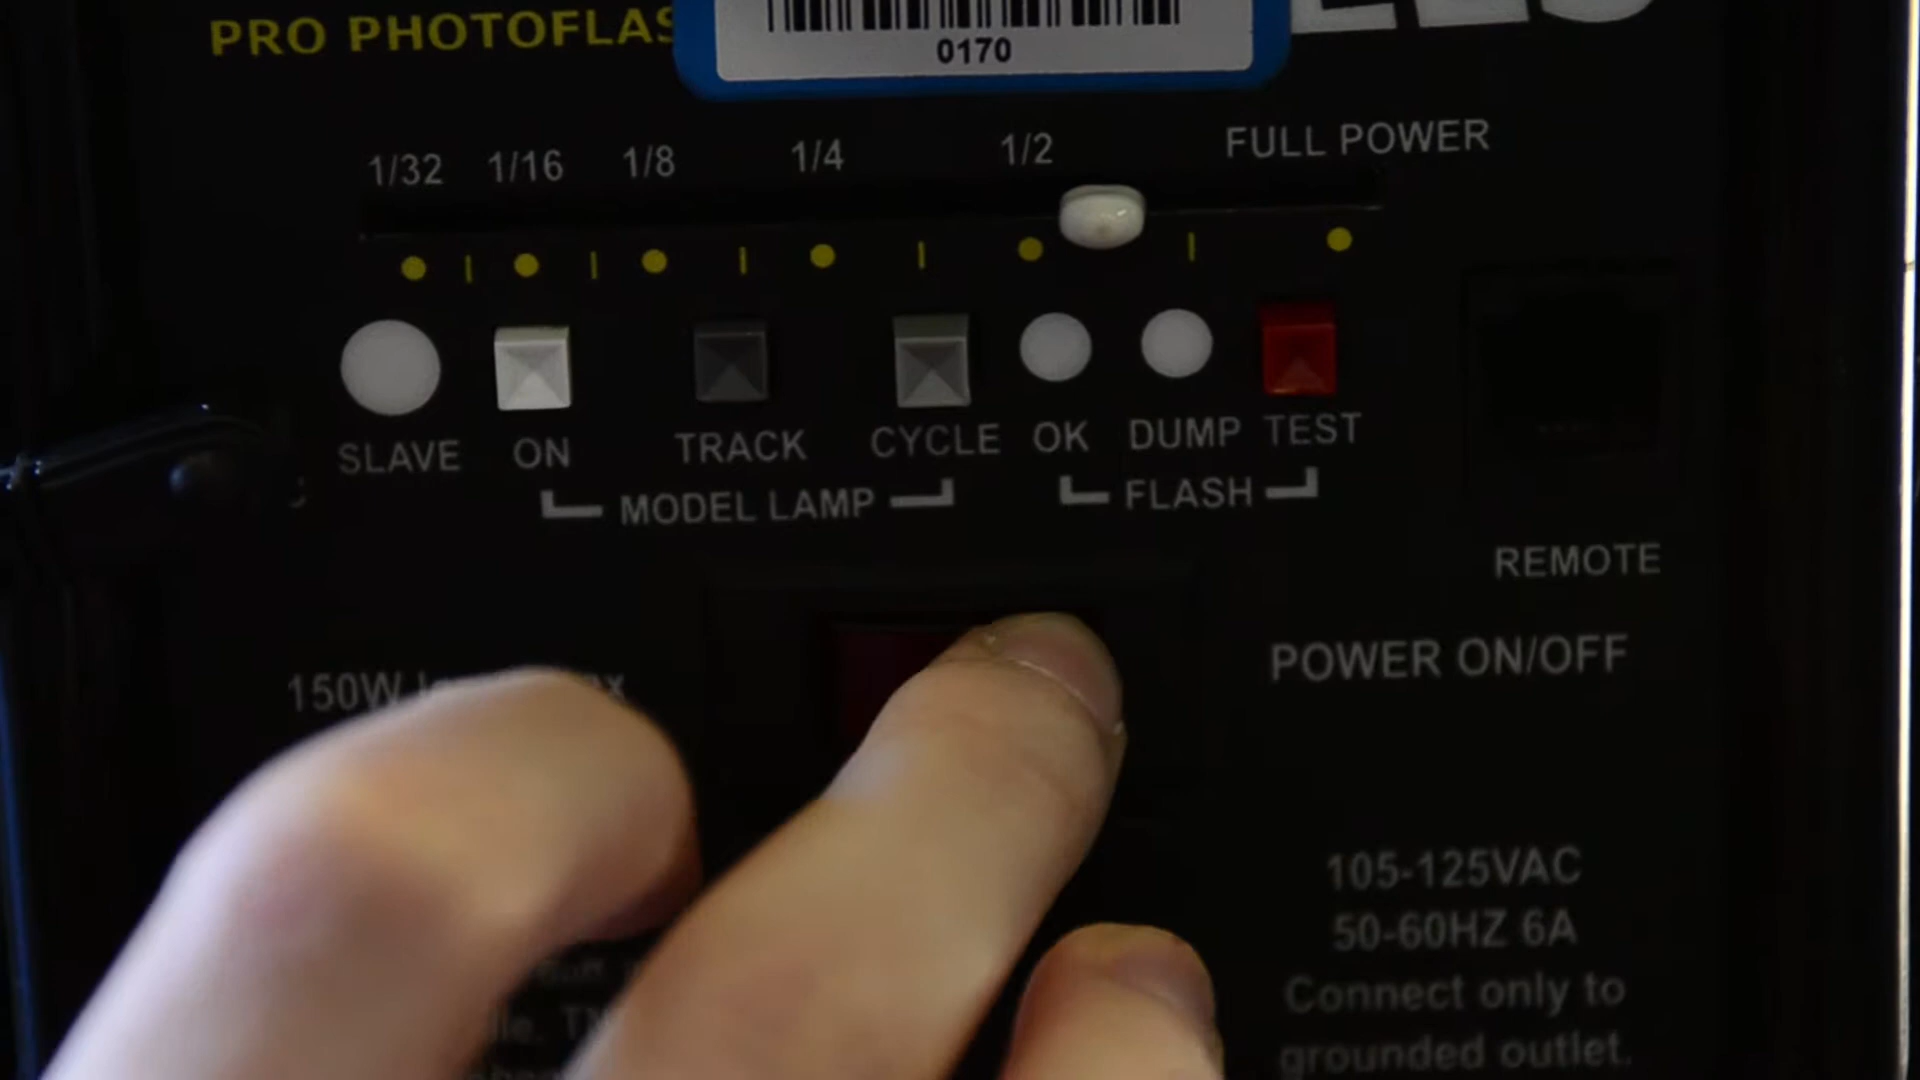 PRO PHOTOFLAS
0170
1/32 1/16 1/8 1/4 1/2 FULL POWER
SLAVE ON TRACK CYCLE OK DUMP TEST
MODEL LAMP FLASH
REMOTE
150W
POWER ON/OFF
105-125VAC
50-60HZ 6A
Connect only to
grounded outlet.